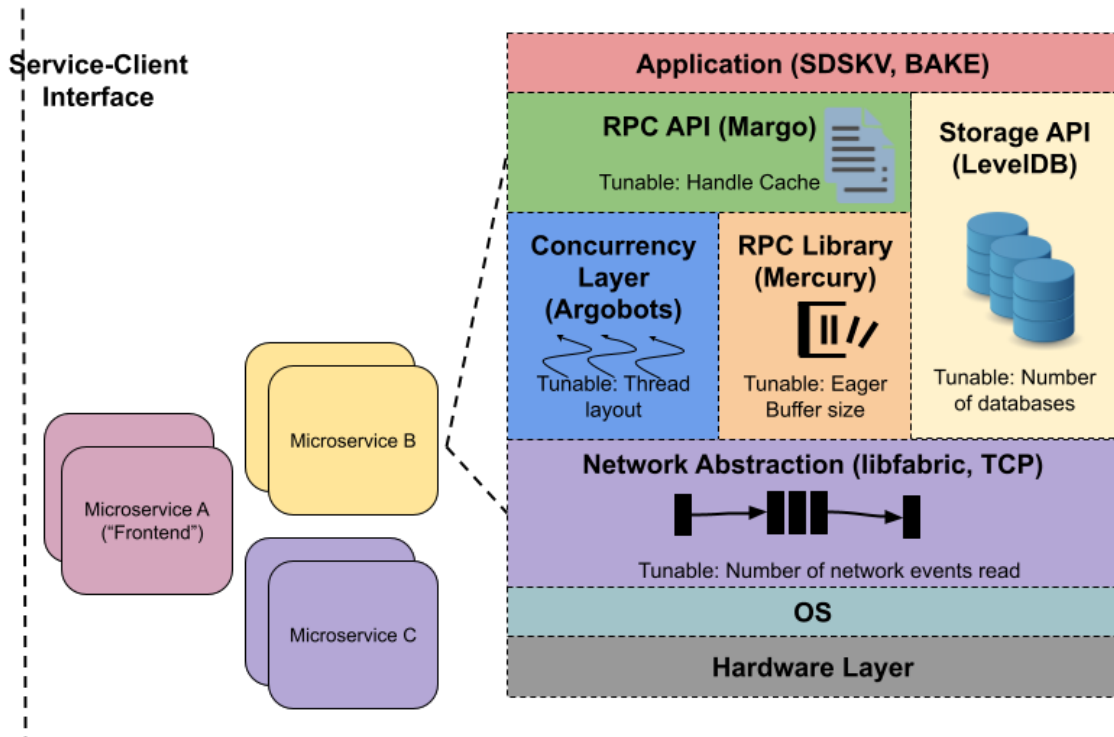 Service-Client
Interface
Application (SDSKV, BAKE)
RPC API (Margo)
Tunable: Handle Cache
Storage API
(LevelDB)
Tunable: Number
of databases
Concurrency
Layer
(Argobots)
Tunable: Thread
layout
RPC Library
(Mercury)
Tunable: Eager
Buffer size
Microservice B
Microservice A
(“Frontend”)
Microservice C
Network Abstraction (libfabric, TCP)
Tunable: Number of network events read
OS
Hardware Layer